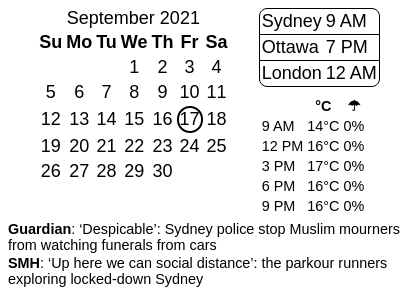 September 2021
Su Mo Tu We Th Fr Sa
1 2 3 4
5 6 7 8 9 10 11
12 13 14 15 16 17 18
19 20 21 22 23 24 25
26 27 28 29 30
Sydney 9 AM
Ottawa 7 PM
London 12 AM
°C ☂
9 AM 14°C 0%
12 PM 16°C 0%
3 PM 17°C 0%
6 PM 16°C 0%
9 PM 16°C 0%
Guardian: ‘Despicable’: Sydney police stop Muslim mourners
from watching funerals from cars
SMH: ‘Up here we can social distance’: the parkour runners
exploring locked-down Sydney